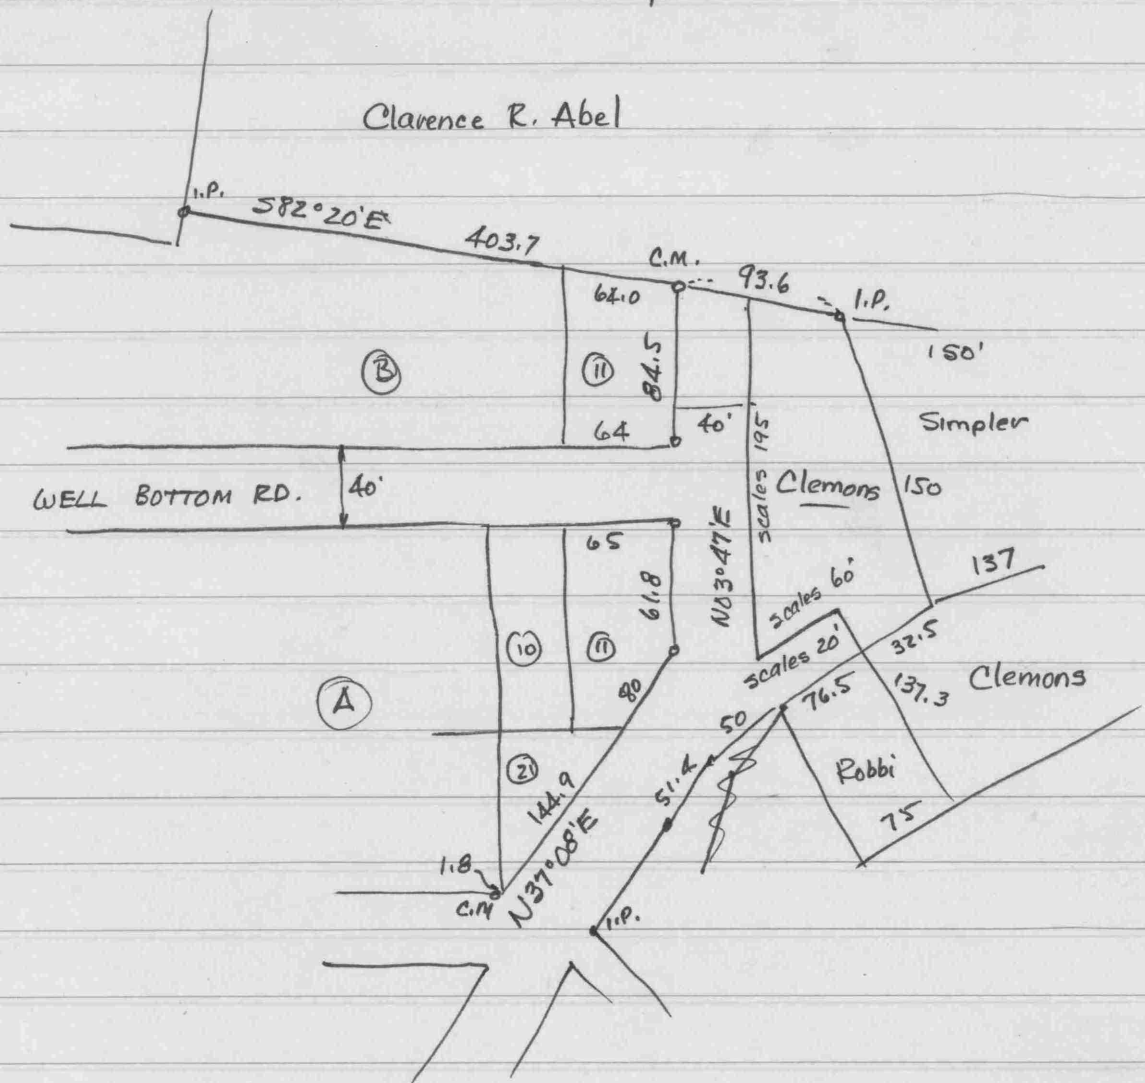 Clarence R. Abel
I.P.
S82°20'E
403.7
C.M.
93.6
I.P.
150'
64.0
B
11
84.5
64
40'
Simpler
WELL BOTTOM RD.
40'
scales 195
Clemons
150
65
N03°47'E
137
61.8
scales 60'
10
11
32.5
scales 20'
137.3
Clemons
A
80
76.5
50
21
Robbi
51.4
144.9
75
1.8
C.M
N37°08'E
I.P.